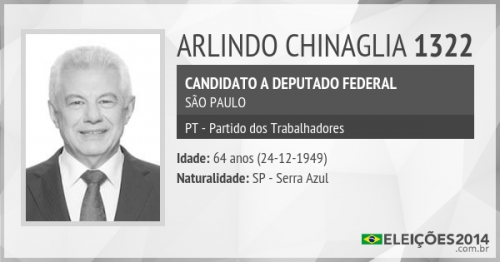 ARLINDO CHINAGLIA 1322
CANDIDATO A DEPUTADO FEDERAL
SÃO PAULO
PT - Partido dos Trabalhadores
Idade: 64 anos (24-12-1949)
Naturalidade: SP - Serra Azul
ELEIÇÕES2014
.com.br